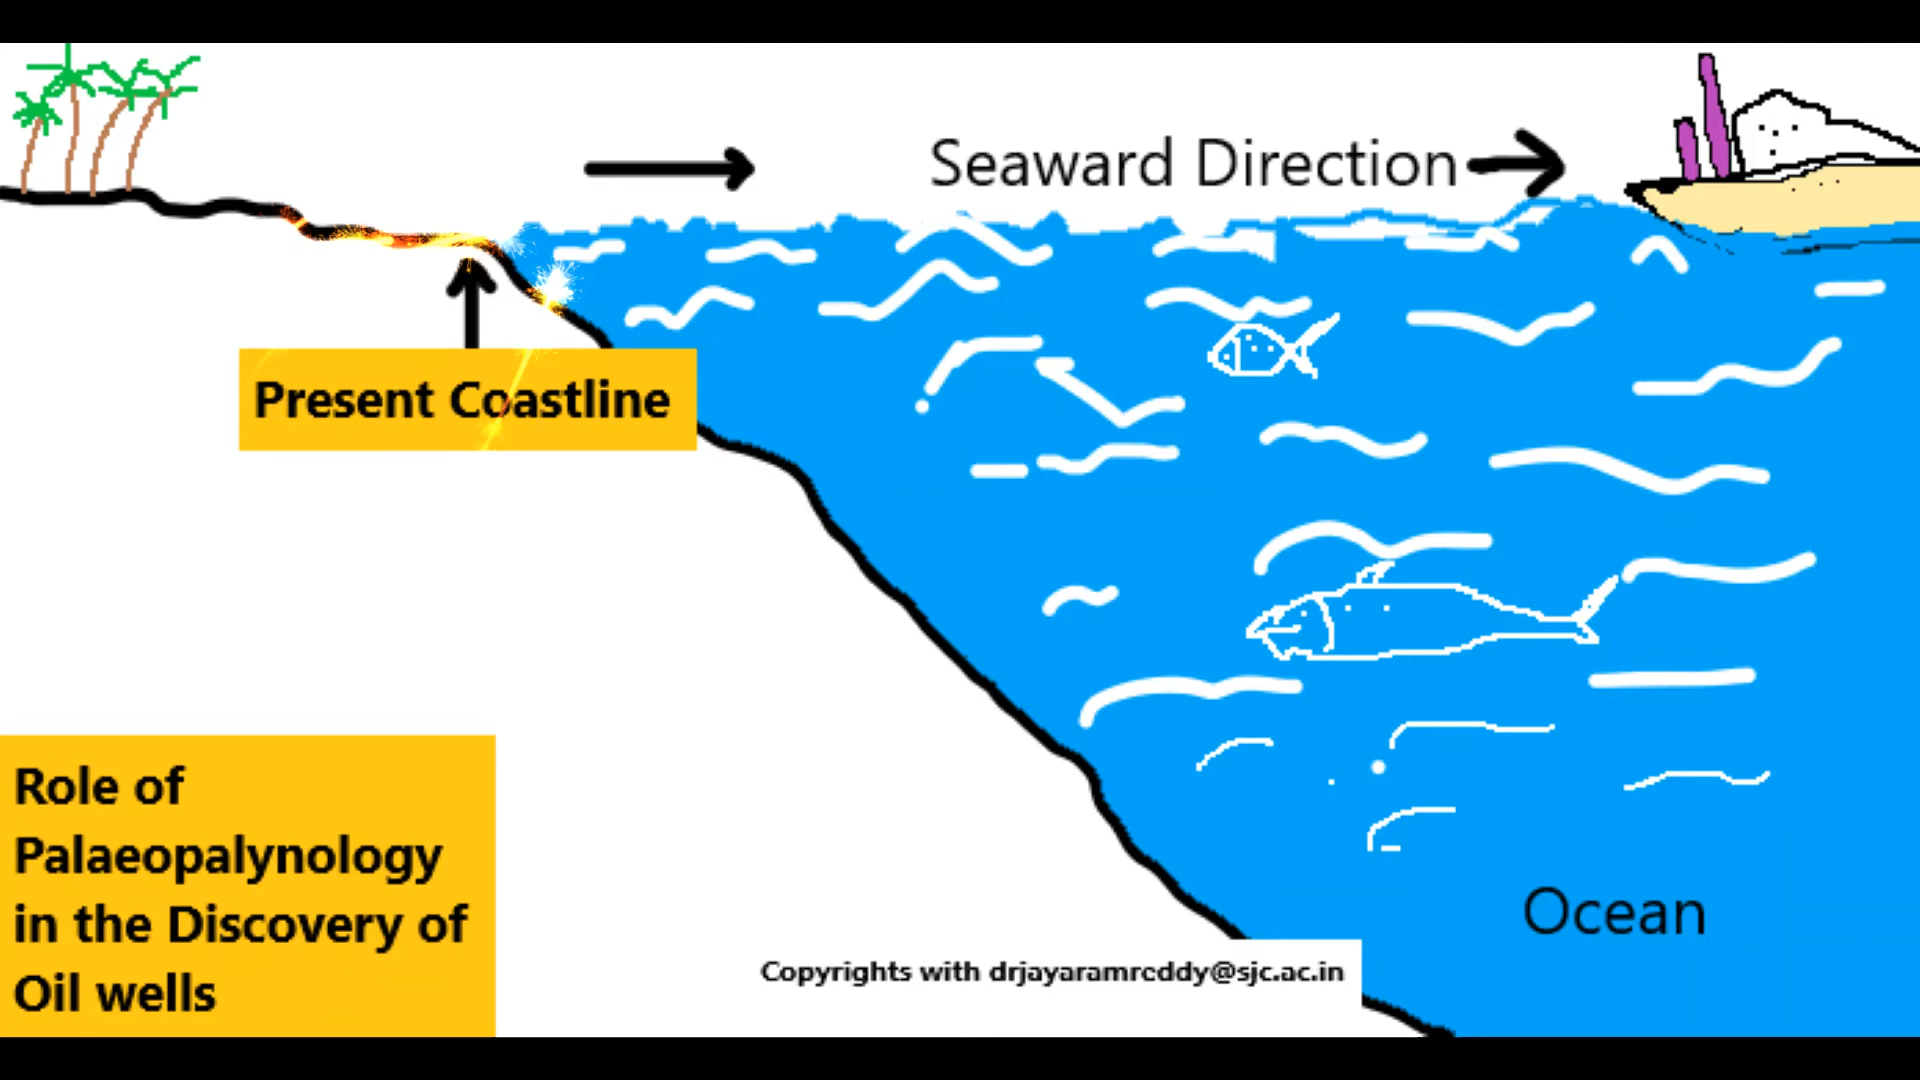 Seaward Direction
Present Coastline
Role of
Palaeopalynology
in the Discovery of
Oil wells
Ocean
Copyrights with drjayaramreddy@sjc.ac.in